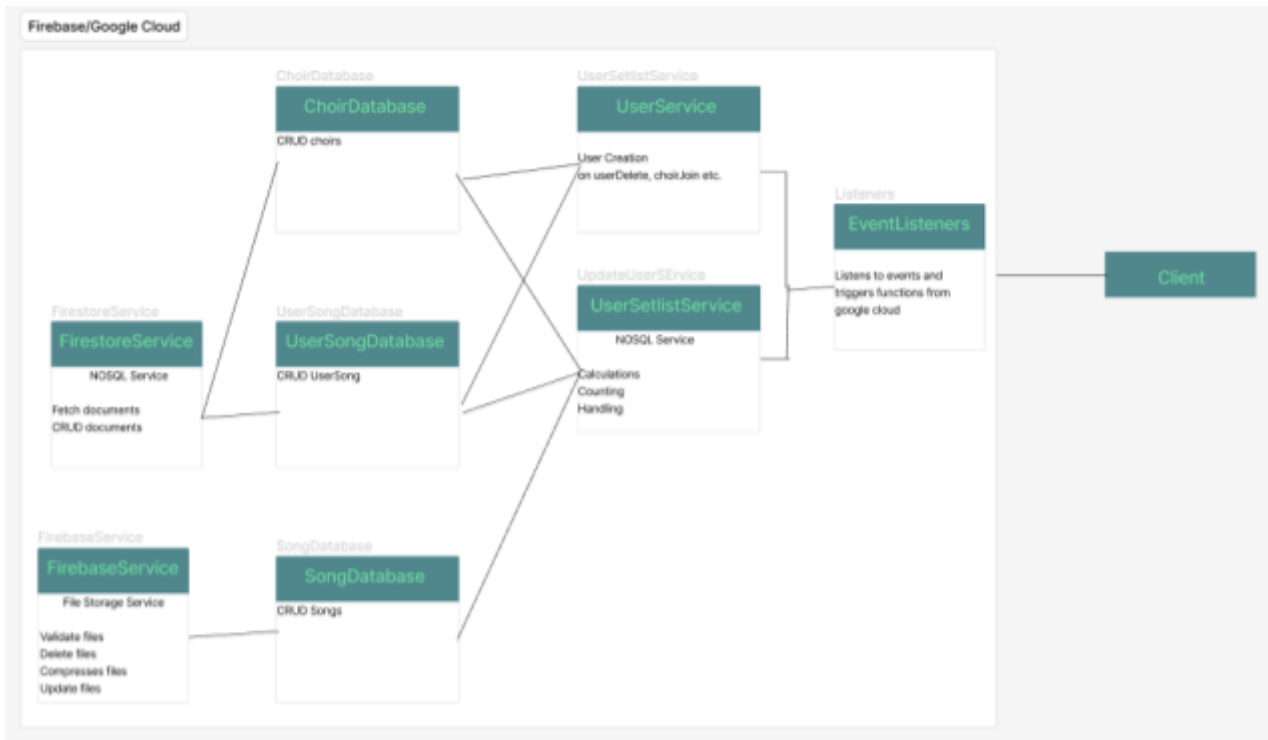 Firebase/Google Cloud
ChoirDatabase
ChoirDatabase
CRUD choirs
UserSetlistService
UserService
User Creation
on userDelete, choirJoin etc.
Listeners
EventListeners
Listens to events and
triggers functions from
google cloud
Client
FirestoreService
FirestoreService
NOSQL Service
Fetch documents
CRUD documents
UserSongDatabase
UserSongDatabase
CRUD UserSong
UpdateUserSErvice
UserSetlistService
NOSQL Service
Calculations
Counting
Handling
FirebaseService
FirebaseService
File Storage Service
Validate files
Delete files
Compresses files
Update files
SongDatabase
SongDatabase
CRUD Songs